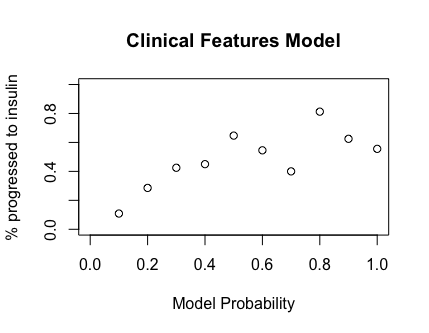 Clinical Features Model
% progressed to insulin
0.8
0.4
0.0
0.0 0.2 0.4 0.6 0.8 1.0
Model Probability